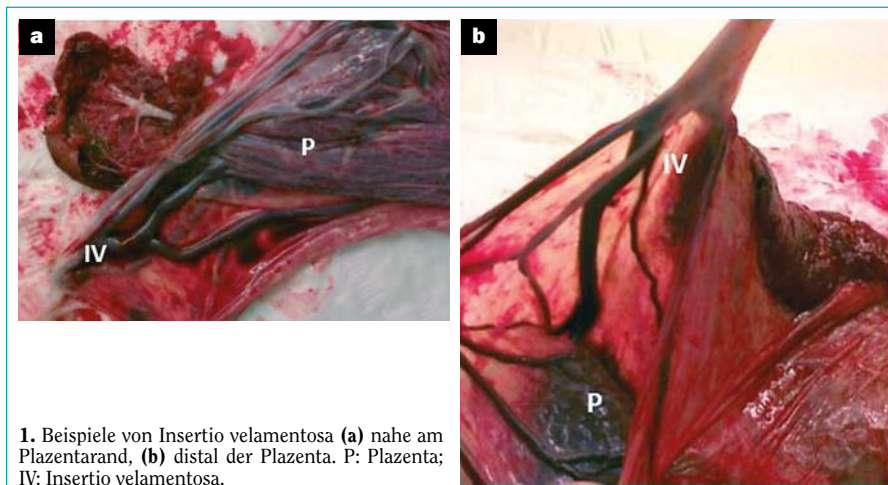 a
P
IV
b
IV
P
1. Beispiele von Insertio velamentosa (a) nahe am
Plazentarand, (b) distal der Plazenta. P: Plazenta;
IV: Insertio velamentosa.